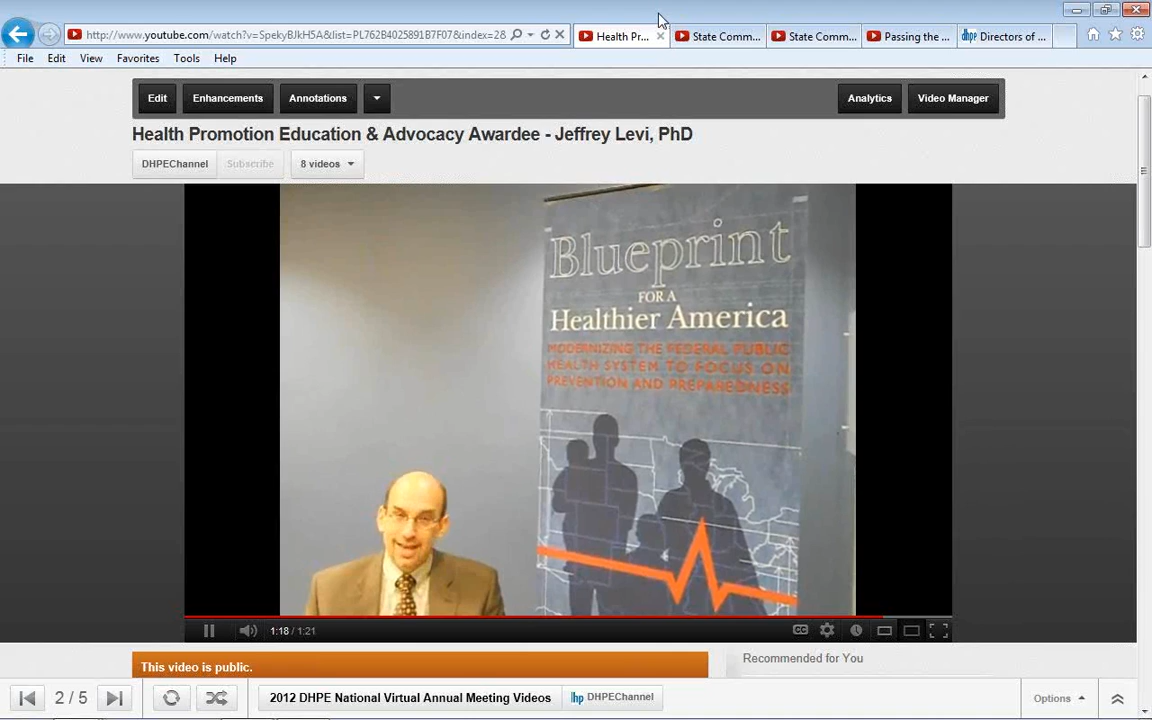 http://www.youtube.com/watch?v=SpekyBJkH5A&list=PL762B4025891B7F07&index=28
Health Pr...
State Comm...
State Comm...
Passing the ...
Directors of ...
File Edit View Favorites Tools Help
Edit Enhancements Annotations Analytics Video Manager
Health Promotion Education & Advocacy Awardee - Jeffrey Levi, PhD
DHPEChannel Subscribe 8 videos
Blueprint
FOR A
Healthier America
MODERNIZING THE FEDERAL PUBLIC
HEALTH SYSTEM TO FOCUS ON
PREVENTION AND PREPAREDNESS
1:18 / 1:21
CC
This video is public.
Recommended for You
2 / 5
2012 DHPE National Virtual Annual Meeting Videos
dhp DHPEChannel
Options